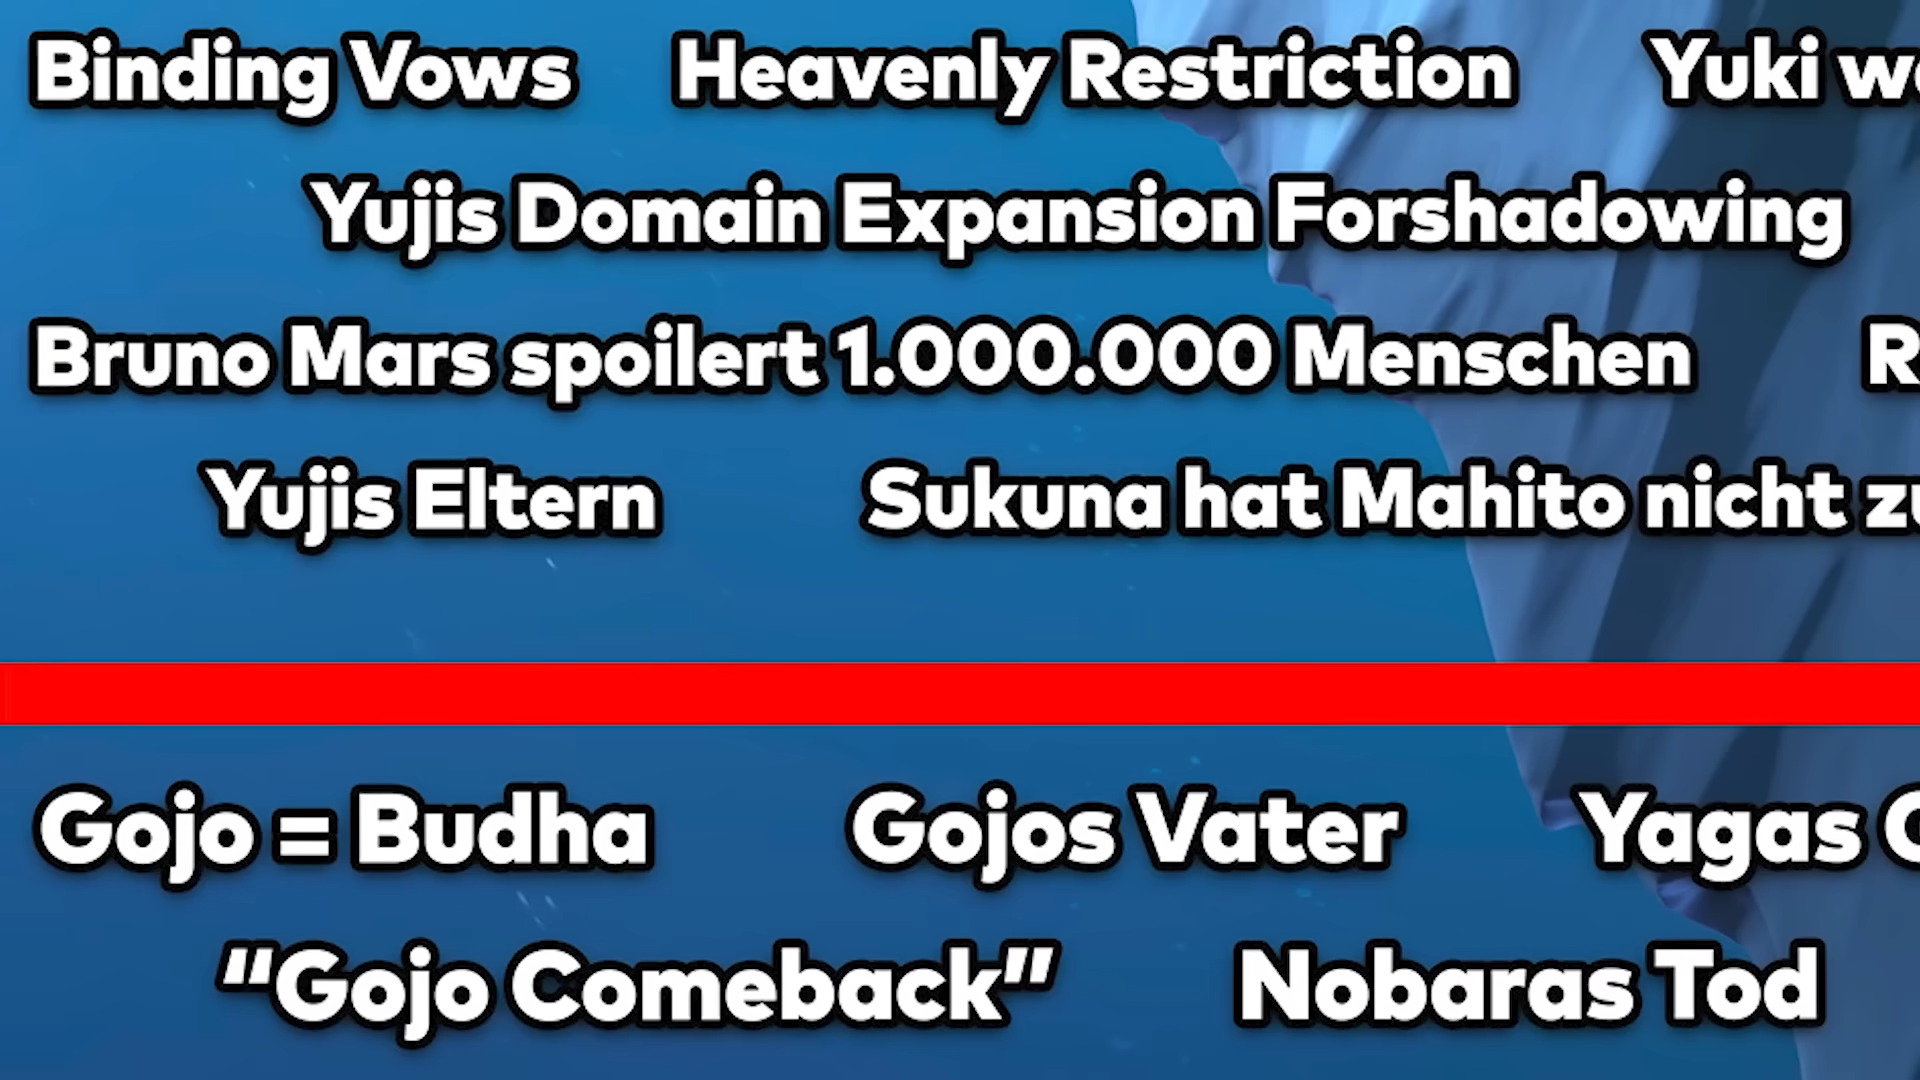 Binding Vows Heavenly Restriction Yuki
Yujis Domain Expansion Forshadowing
Bruno Mars spoilert 1.000.000 Menschen
Yujis Eltern Sukuna hat Mahito nicht
Gojo = Budha Gojos Vater Yagas
"Gojo Comeback" Nobaras Tod